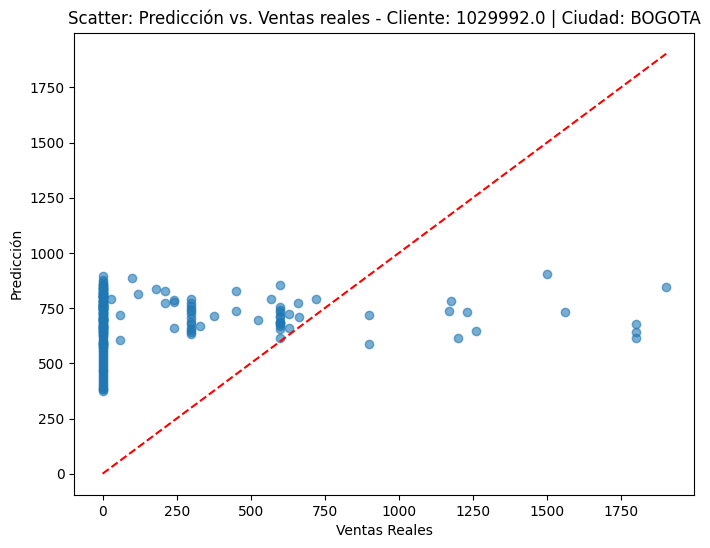 Scatter: Predicción vs. Ventas reales - Cliente: 1029992.0 | Ciudad: BOGOTA
1750
1500
1250
1000
750
500
250
0
Predicción
0 250 500 750 1000 1250 1500 1750
Ventas Reales